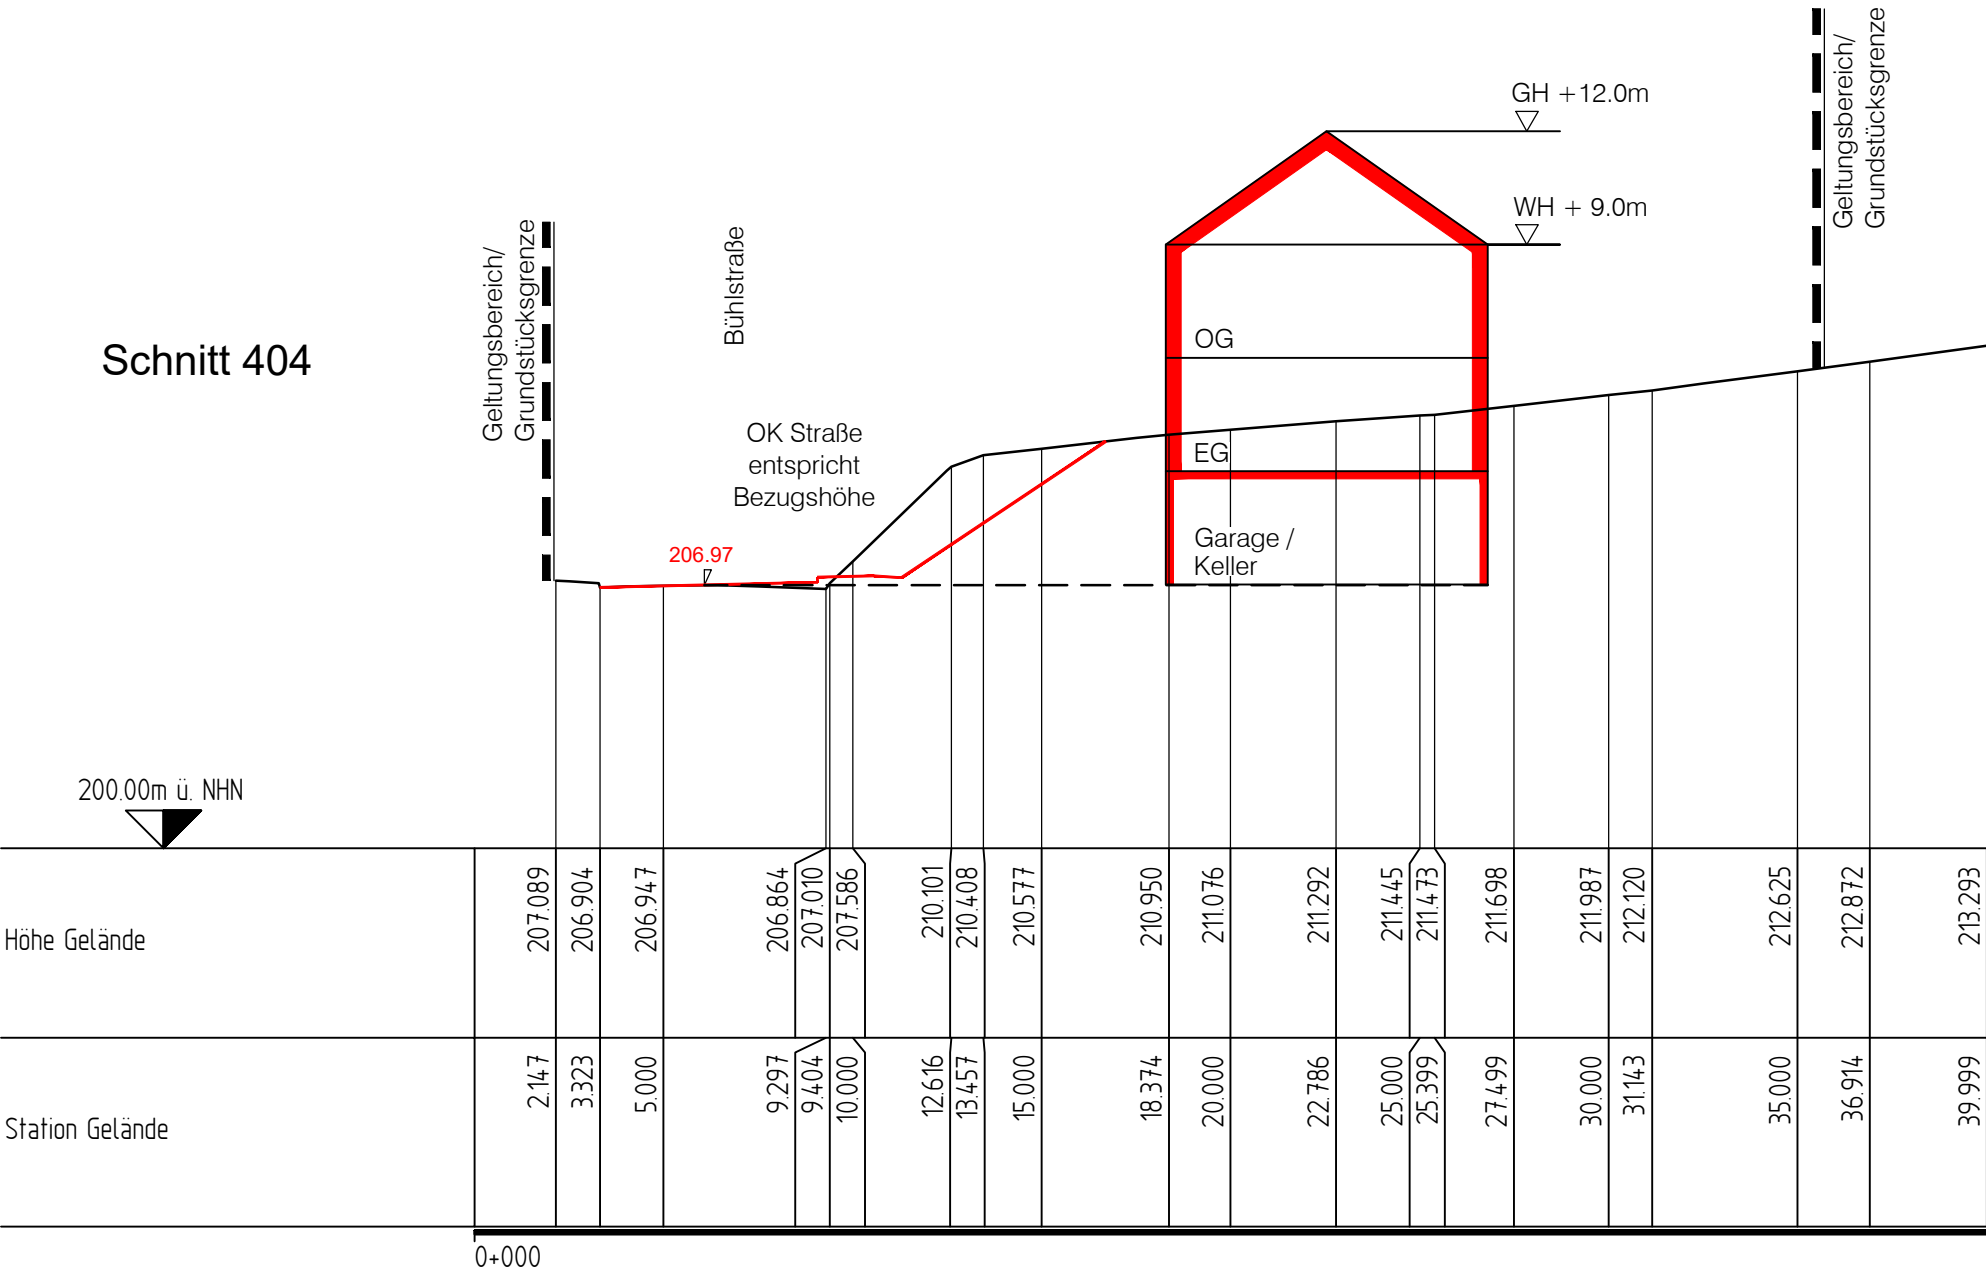 GH +12.0m
WH + 9.0m
Geltungsbereich/
Grundstücksgrenze
Geltungsbereich/
Grundstücksgrenze
Bühlstraße
Schnitt 404
OG
OK Straße
entspricht
Bezugshöhe
EG
206.97
Garage /
Keller
200.00m ü. NHN
Höhe Gelände
207.089
206.904
206.947
206.864
207.010
207.586
210.101
210.408
210.577
210.950
211.076
211.292
211.445
211.473
211.698
211.987
212.120
212.625
212.872
213.293
Station Gelände
2.147
3.323
5.000
9.297
9.404
10.000
12.616
13.457
15.000
18.374
20.000
22.786
25.000
25.399
27.499
30.000
31.143
35.000
36.914
39.999
0+000